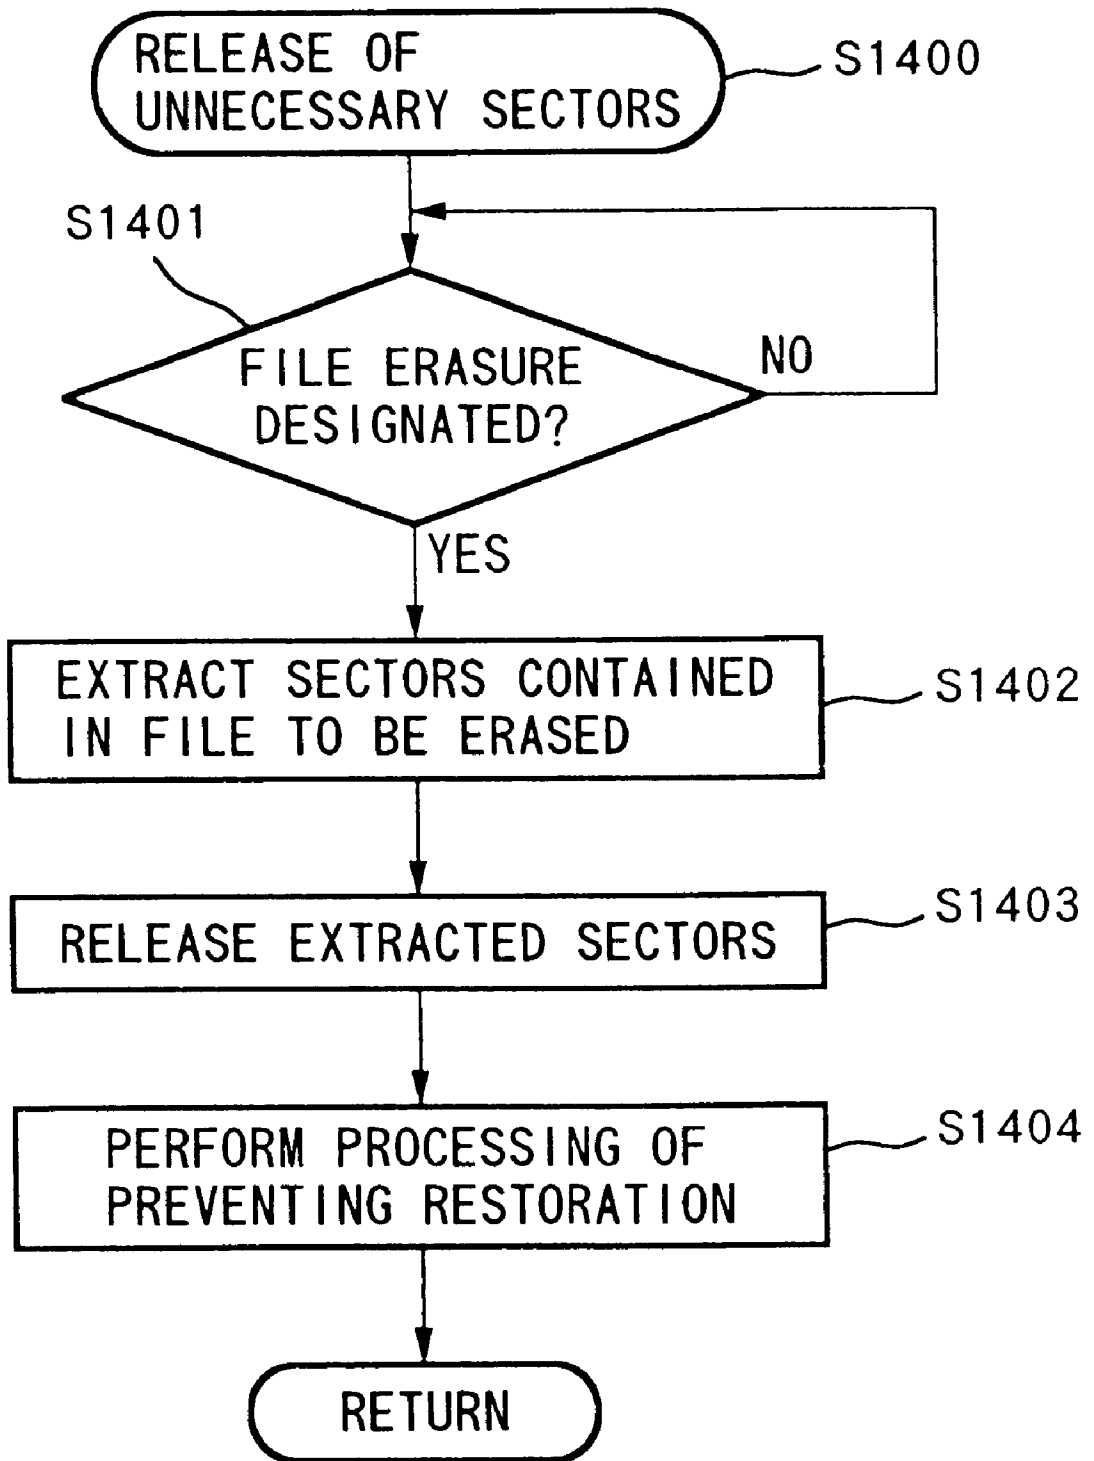 RELEASE OF
UNNECESSARY SECTORS
S1400
S1401
FILE ERASURE
DESIGNATED?
NO
YES
EXTRACT SECTORS CONTAINED
IN FILE TO BE ERASED
S1402
RELEASE EXTRACTED SECTORS
S1403
PERFORM PROCESSING OF
PREVENTING RESTORATION
S1404
RETURN